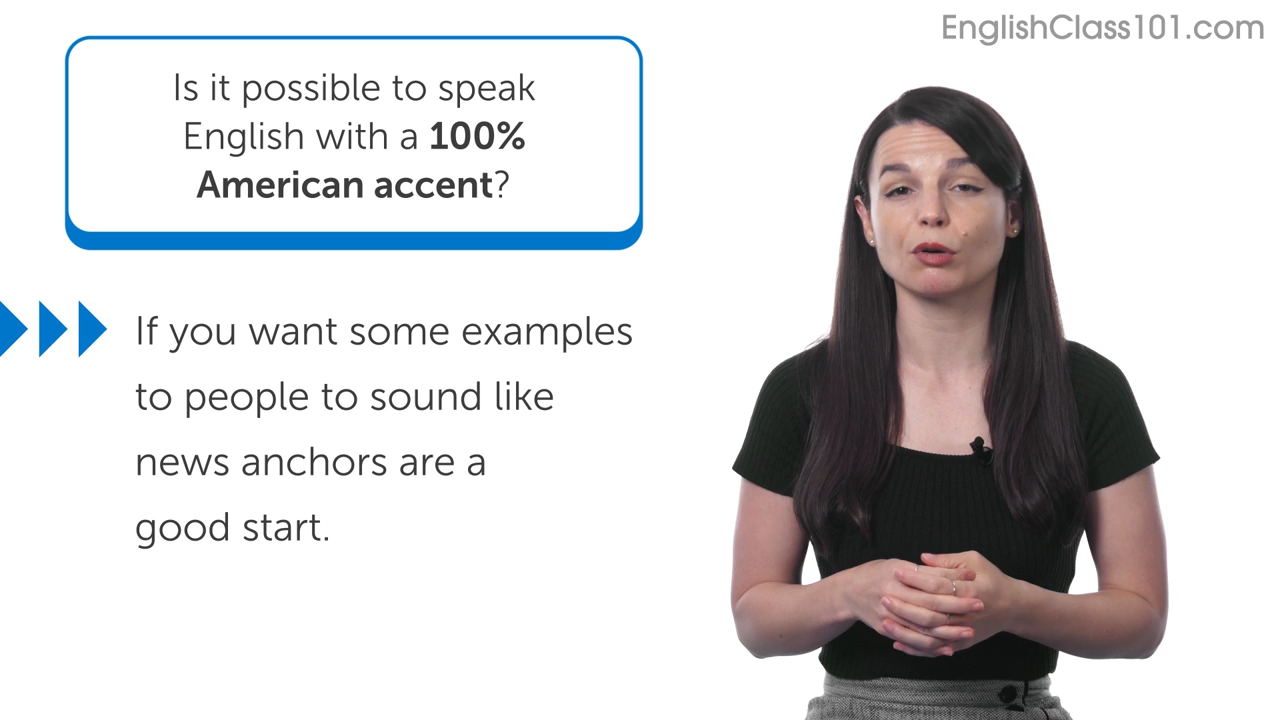 EnglishClass101.com
Is it possible to speak
English with a 100%
American accent?
If you want some examples
to people to sound like
news anchors are a
good start.